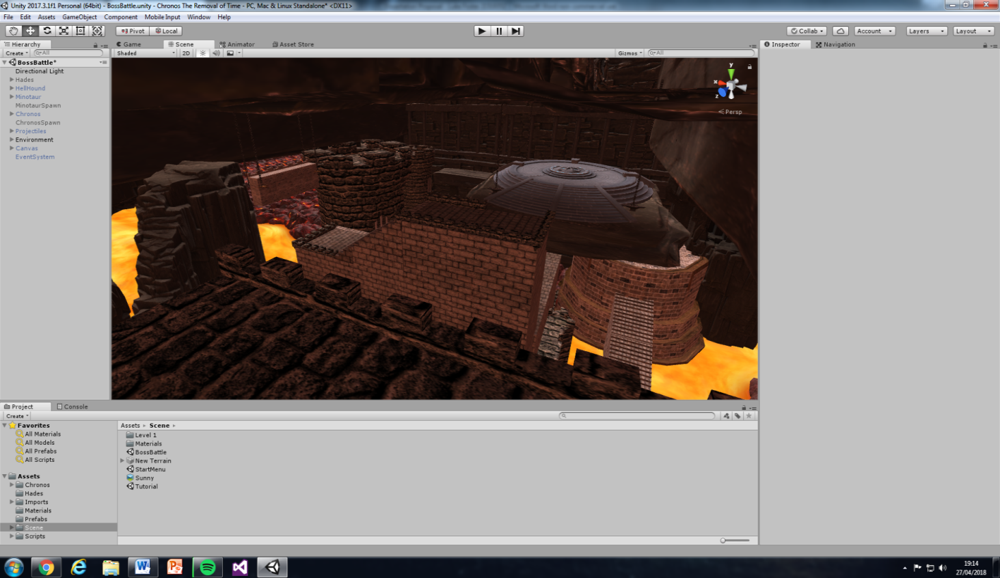 Unity 2017.3.1f1 Personal (64bit) - BossBattle.unity - Chronos The Removal of Time - PC, Mac & Linux Standalone* <DX11>
File Edit Assets GameObject Component Mobile Input Window Help
Pivot Local Collab Account Layers Layout
Hierarchy Game Scene Animator Asset Store Inspector Navigation
Create All Shaded 2D Gizmos All
BossBattle*
Directional Light
Hades
HellHound
Minotaur
MinotaurSpawn
Chronos
ChronosSpawn
Projectiles
Environment
Canvas
EventSystem
y
x
z
Persp
Project Console
Create
Favorites
All Materials
All Models
All Prefabs
All Scripts
Assets
Chronos
Hades
Imports
Materials
Prefabs
Scene
Scripts
Assets Scene
Level 1
Materials
BossBattle
New Terrain
StartMenu
Sunny
Tutorial
19:14
27/04/2018